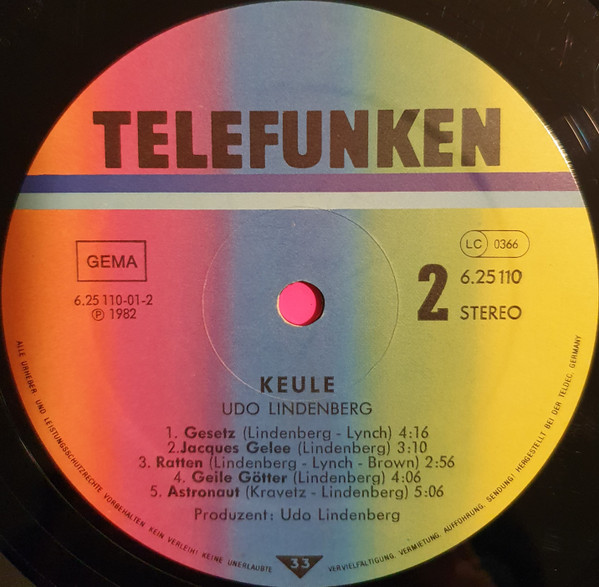 TELEFUNKEN
GEMA
6.25 110-01-2
℗ 1982
LC 0366
2
6.25 110
STEREO
KEULE
UDO LINDENBERG
1. Gesetz (Lindenberg - Lynch) 4:16
2.Jacques Gelee (Lindenberg) 3:10
3. Ratten (Lindenberg - Lynch - Brown) 2:56
4. Geile Götter (Lindenberg) 4:06
5. Astronaut (Kravetz - Lindenberg) 5:06
Produzent: Udo Lindenberg
ALLE URHEBER UND LEISTUNGSSCHUTZRECHTE VORBEHALTEN. KEIN VERLEIH! KEINE UNERLAUBTE VERVIELFÄLTIGUNG, VERMIETUNG, AUFFÜHRUNG, SENDUNG! HERGESTELLT BEI DER TELDEC, GERMANY
33